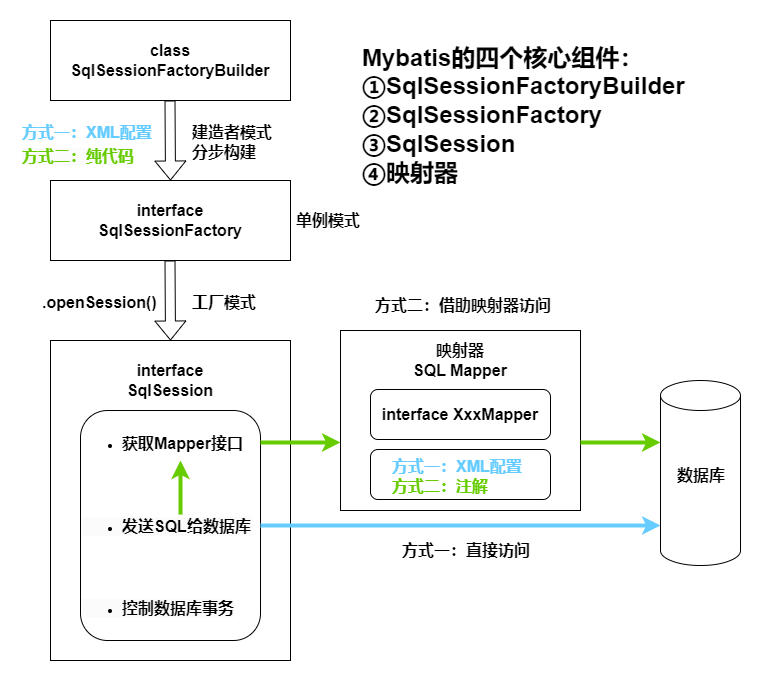 class
SqlSessionFactoryBuilder
Mybatis的四个核心组件：
①SqlSessionFactoryBuilder
②SqlSessionFactory
③SqlSession
④映射器
方式一：XML配置
方式二：纯代码
建造者模式
分步构建
interface
SqlSessionFactory
单例模式
.openSession()
工厂模式
方式二：借助映射器访问
interface
SqlSession
映射器
SQL Mapper
interface XxxMapper
方式一：XML配置
方式二：注解
• 获取Mapper接口
• 发送SQL给数据库
• 控制数据库事务
方式一：直接访问
数据库